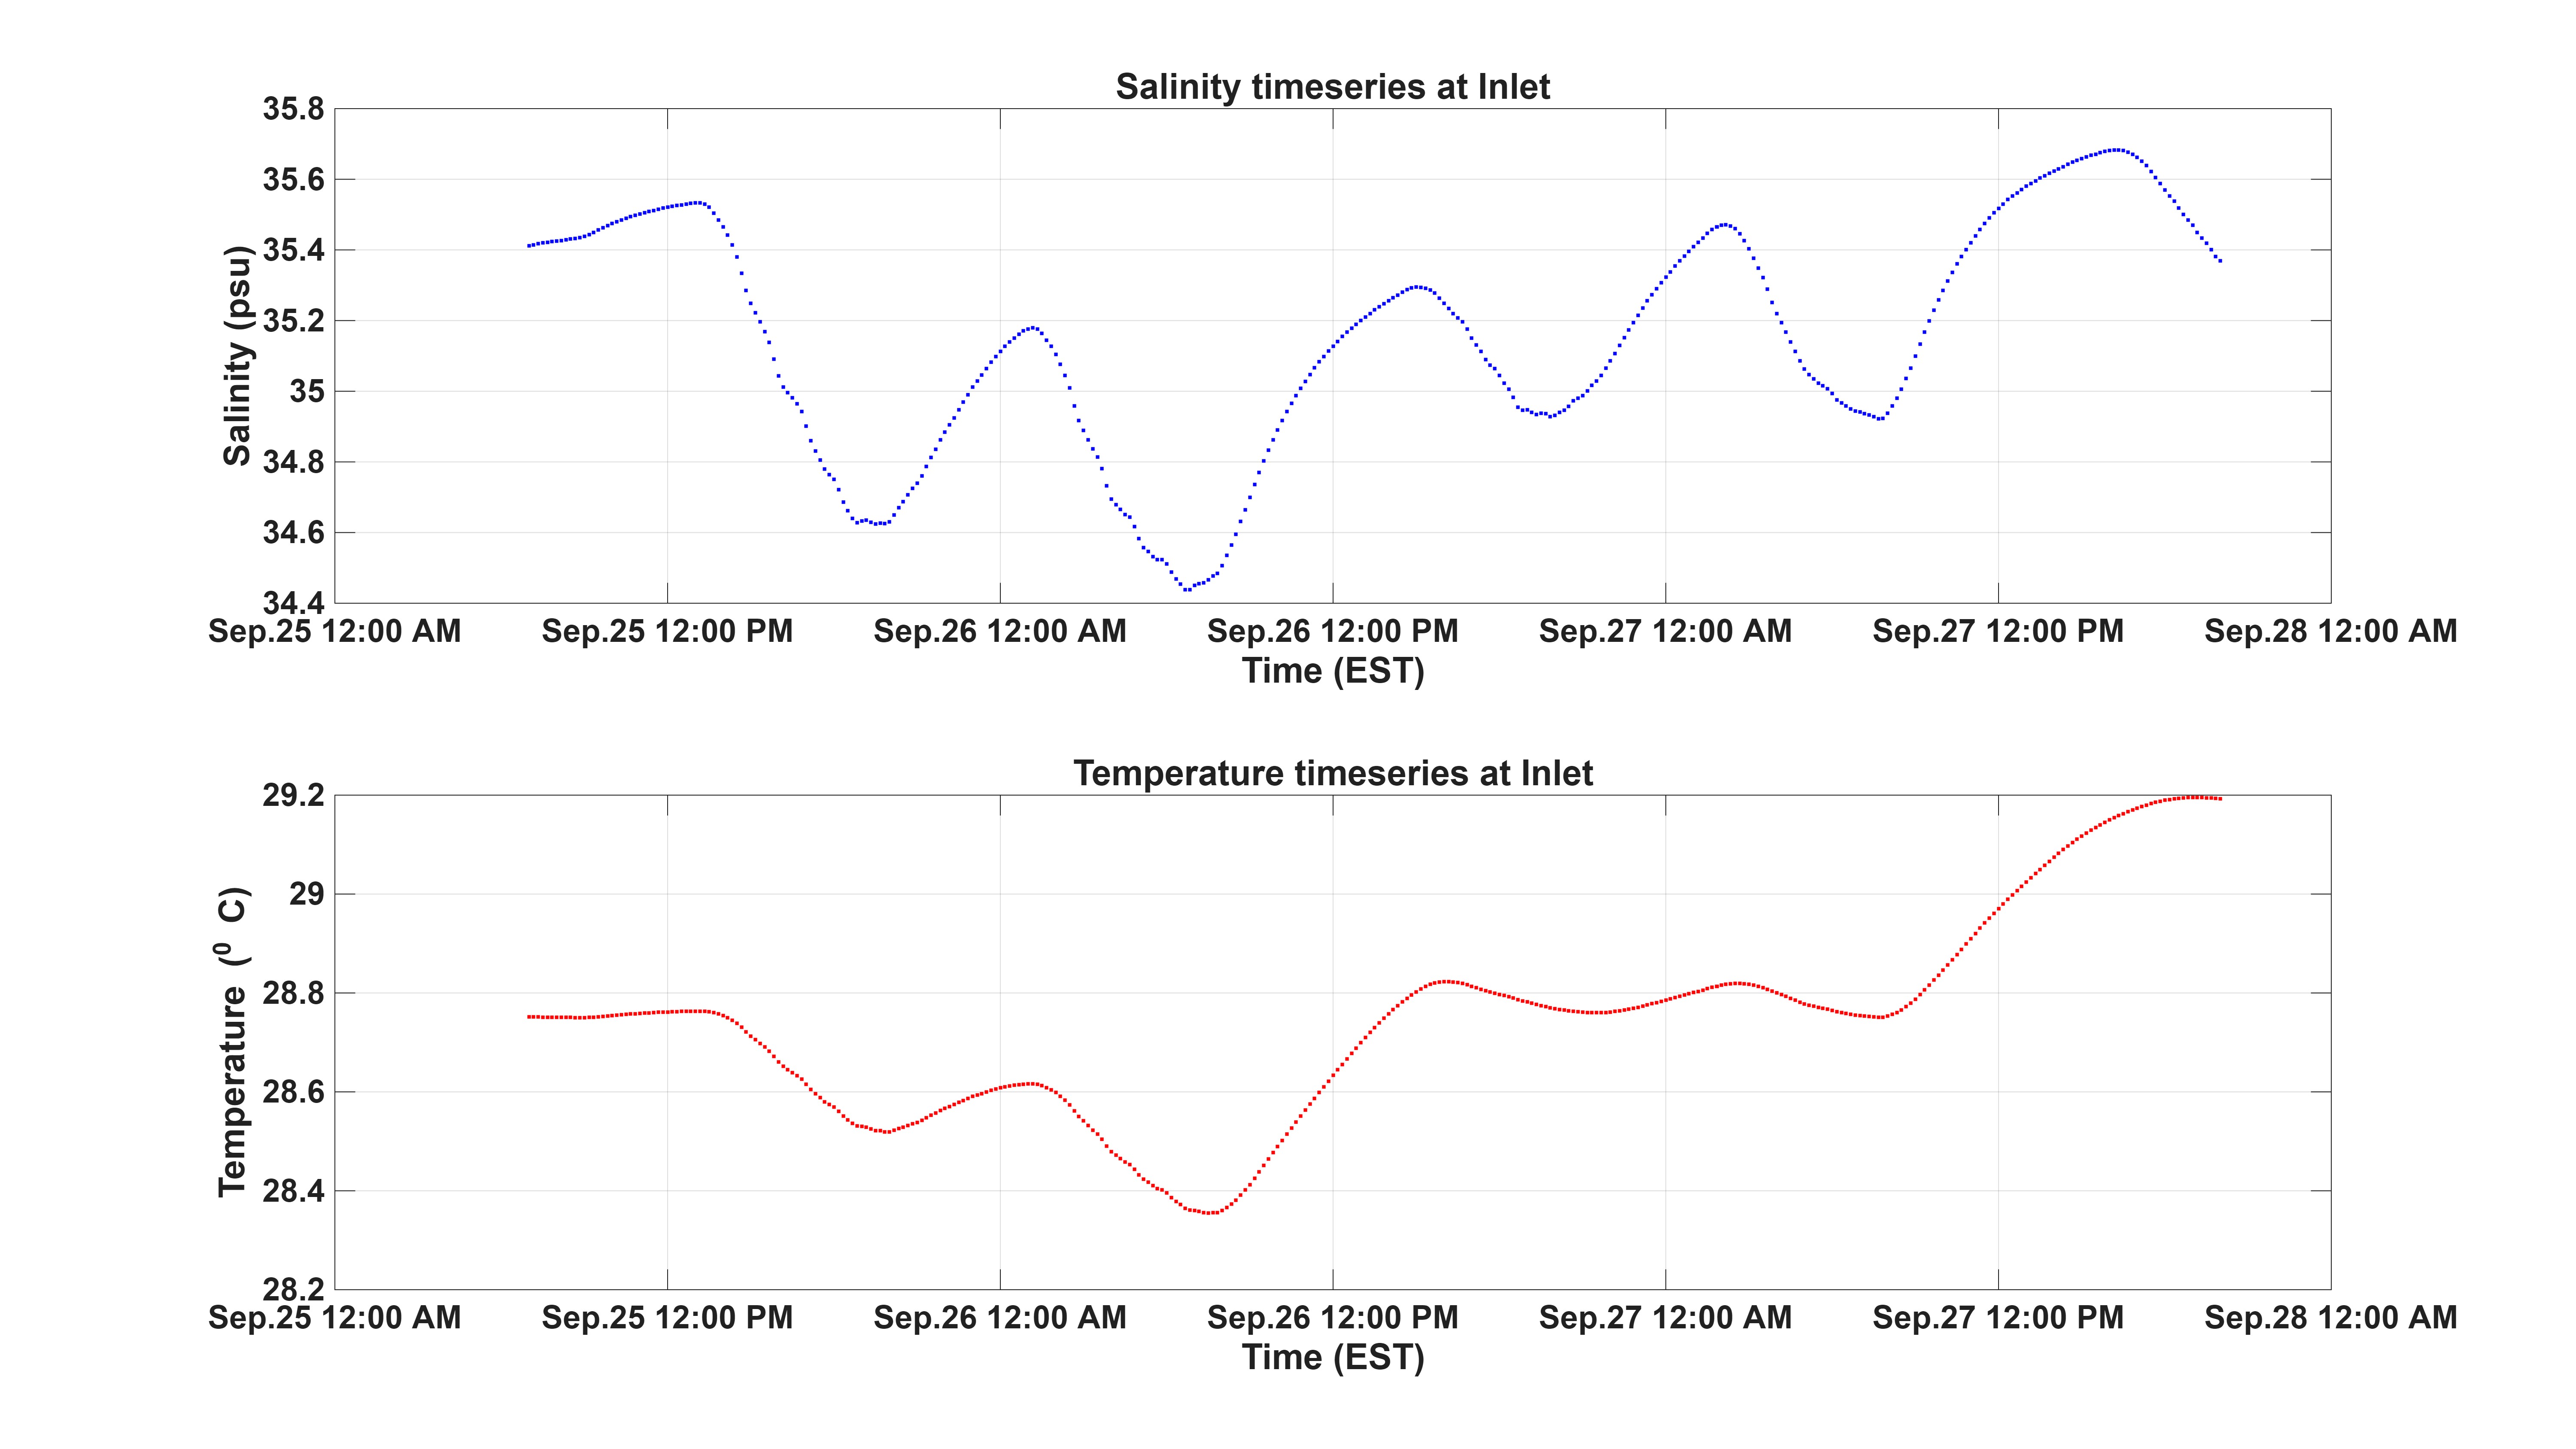 Salinity timeseries at Inlet
35.8
35.6
35.4
35.2
35
34.8
34.6
34.4
Salinity (psu)
Sep.25 12:00 AM Sep.25 12:00 PM Sep.26 12:00 AM Sep.26 12:00 PM Sep.27 12:00 AM Sep.27 12:00 PM Sep.28 12:00 AM
Time (EST)
Temperature timeseries at Inlet
29.2
29
28.8
28.6
28.4
28.2
Temperature (⁰ C)
Sep.25 12:00 AM Sep.25 12:00 PM Sep.26 12:00 AM Sep.26 12:00 PM Sep.27 12:00 AM Sep.27 12:00 PM Sep.28 12:00 AM
Time (EST)